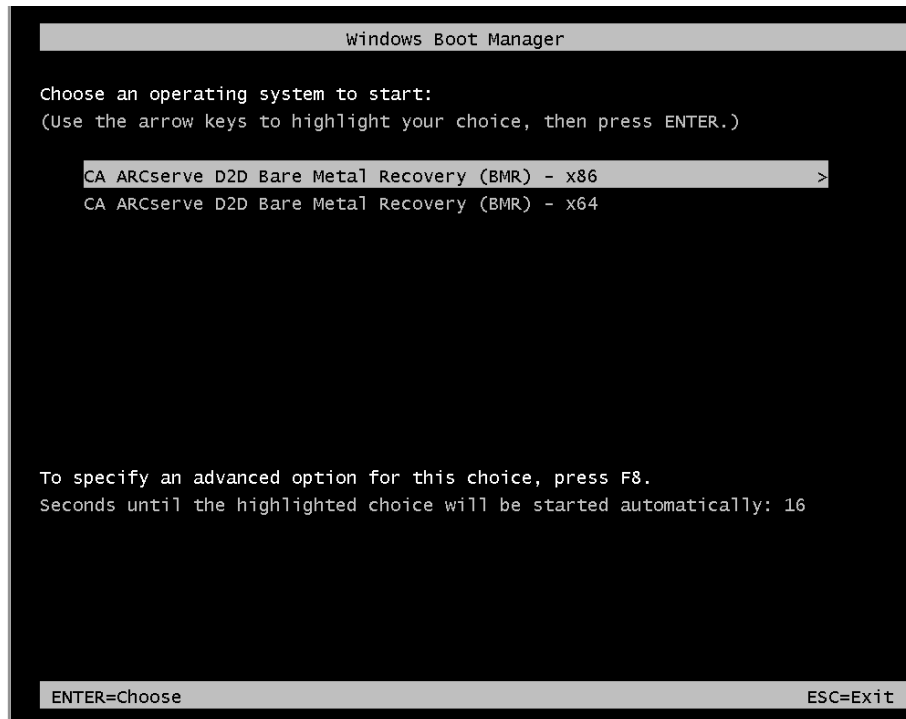 Windows Boot Manager
Choose an operating system to start:
(Use the arrow keys to highlight your choice, then press ENTER.)
CA ARCserve D2D Bare Metal Recovery (BMR) - x86 >
CA ARCserve D2D Bare Metal Recovery (BMR) - x64
To specify an advanced option for this choice, press F8.
Seconds until the highlighted choice will be started automatically: 16
ENTER=Choose ESC=Exit